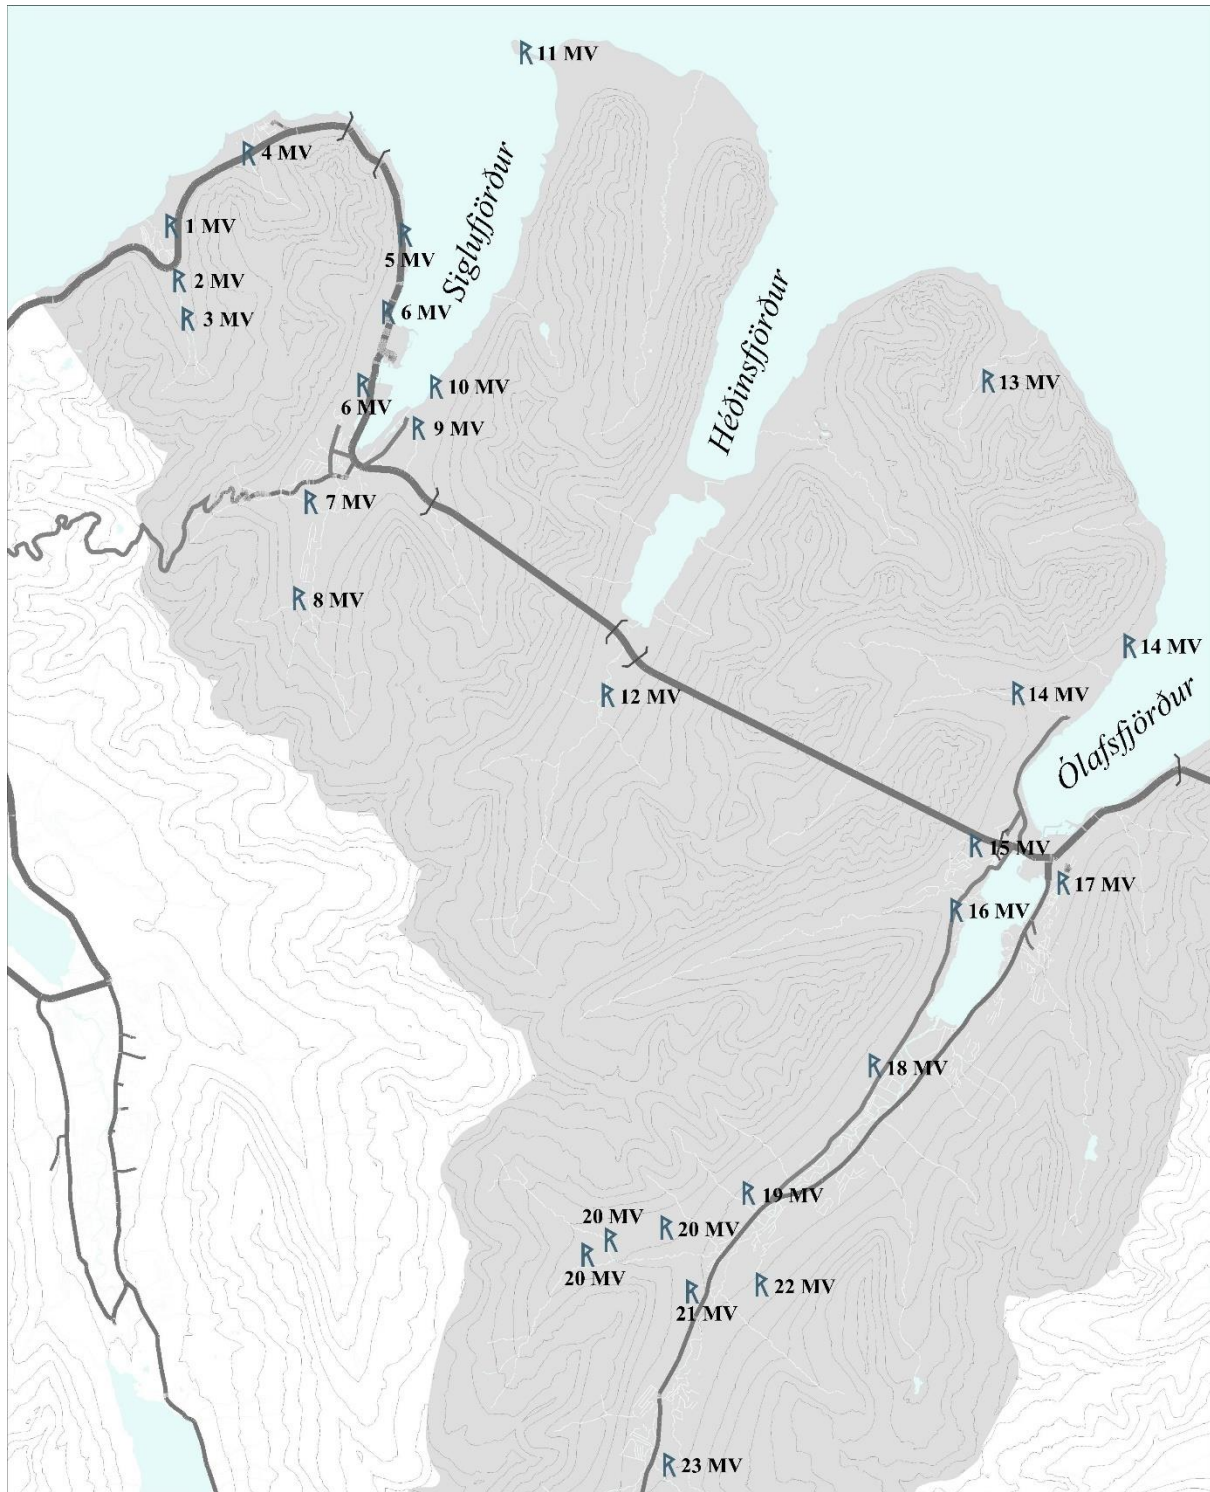 11 MV
4 MV
Siglufjörður
1 MV
5 MV
2 MV
3 MV
6 MV
Héðinsfjörður
13 MV
10 MV
6 MV
9 MV
7 MV
8 MV
14 MV
12 MV
14 MV
Ólafsfjörður
15 MV
17 MV
16 MV
18 MV
19 MV
20 MV
20 MV
20 MV
22 MV
21 MV
23 MV